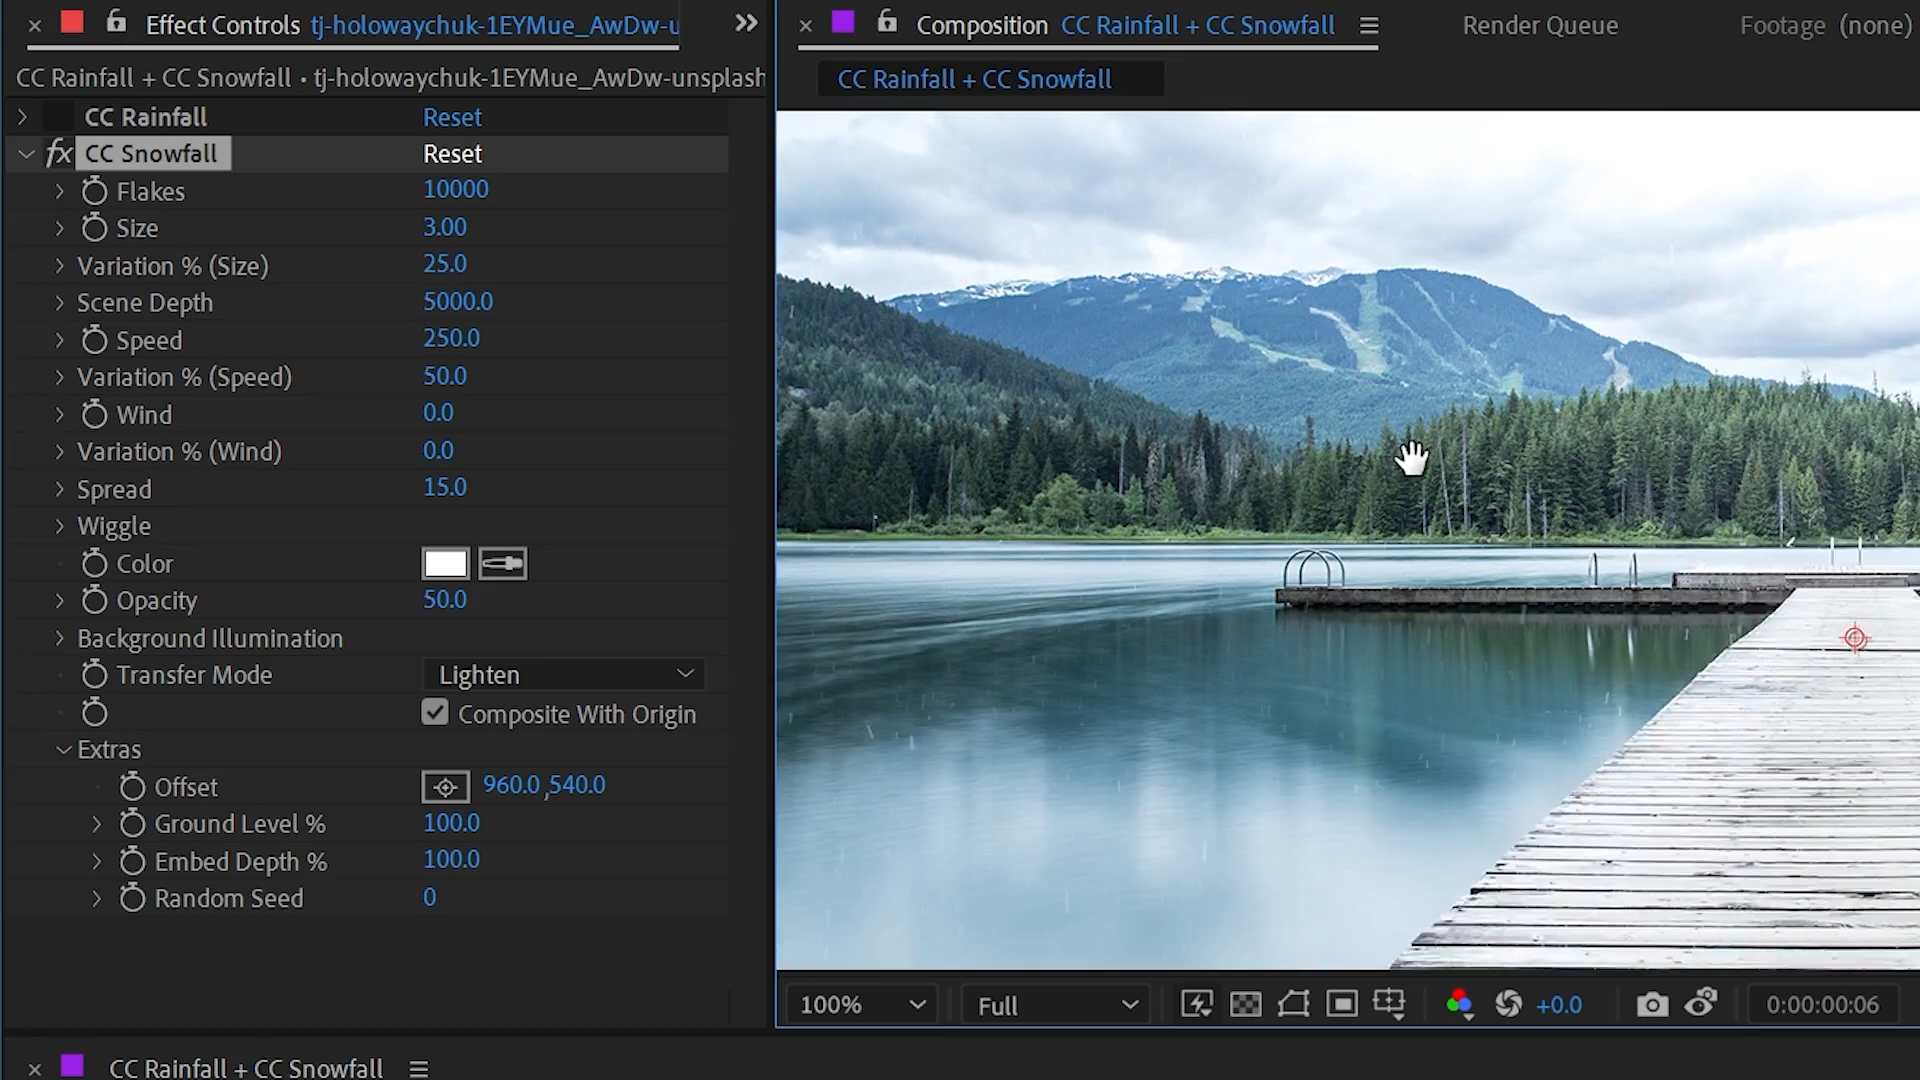 Effect Controls tj-holowaychuk-1EYMue_AwDw-u
CC Rainfall + CC Snowfall • tj-holowaychuk-1EYMue_AwDw-unsplash
CC Rainfall Reset
fx CC Snowfall Reset
Flakes 10000
Size 3.00
Variation % (Size) 25.0
Scene Depth 5000.0
Speed 250.0
Variation % (Speed) 50.0
Wind 0.0
Variation % (Wind) 0.0
Spread 15.0
Wiggle
Color
Opacity 50.0
Background Illumination
Transfer Mode Lighten
Composite With Origin
Extras
Offset 960.0,540.0
Ground Level % 100.0
Embed Depth % 100.0
Random Seed 0
Composition CC Rainfall + CC Snowfall Render Queue Footage (none)
CC Rainfall + CC Snowfall
100% Full +0.0 0:00:00:06
CC Rainfall + CC Snowfall